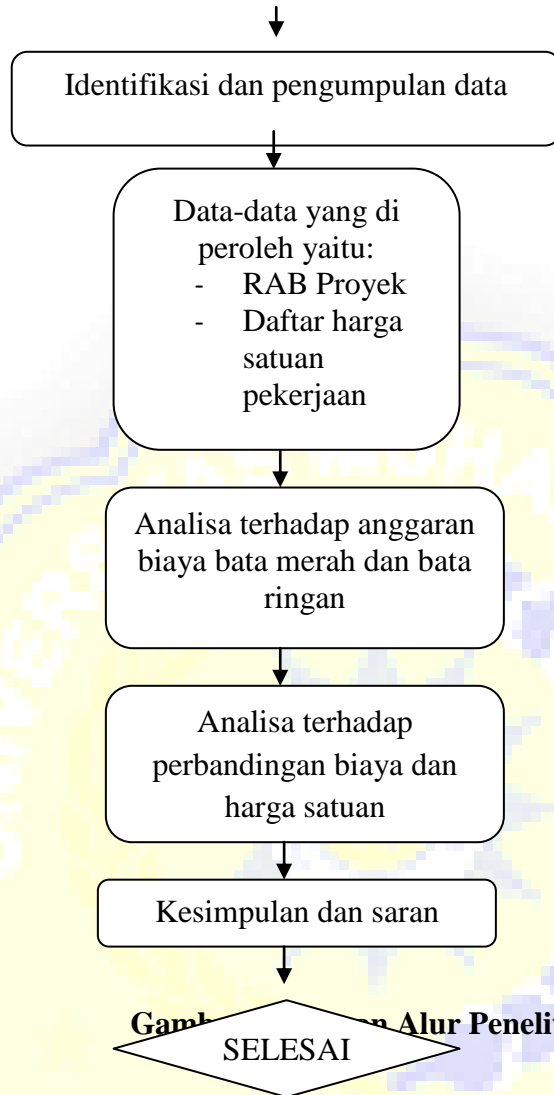 Identifikasi dan pengumpulan data
Data-data yang di
peroleh yaitu:
- RAB Proyek
- Daftar harga
satuan
pekerjaan
Analisa terhadap anggaran
biaya bata merah dan bata
ringan
Analisa terhadap
perbandingan biaya dan
harga satuan
Kesimpulan dan saran
Alur
SELESAI